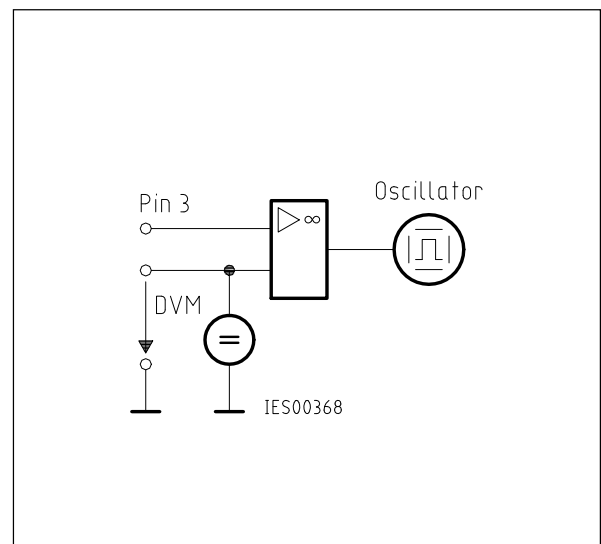 Oscillator
Pin 3
▷ ∞
DVM
=
IES00368